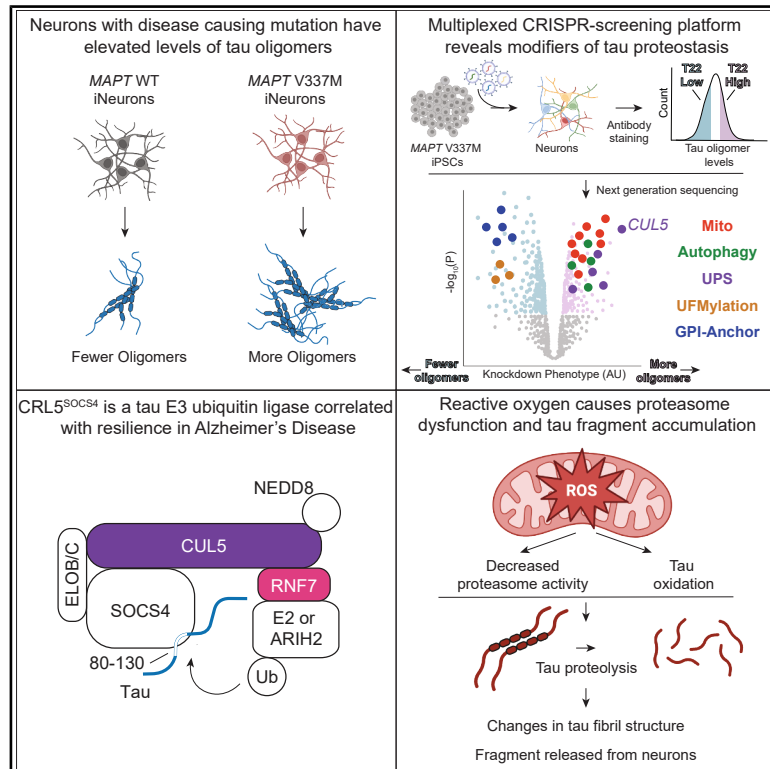 Neurons with disease causing mutation have
elevated levels of tau oligomers
MAPT WT
iNeurons
MAPT V337M
iNeurons
Fewer Oligomers
More Oligomers
Multiplexed CRISPR-screening platform
reveals modifiers of tau proteostasis
MAPT V337M
iPSCs
Neurons
Antibody
staining
Count
T22
Low
T22
High
Tau oligomer
levels
Next generation sequencing
-log10(P)
CUL5
Mito
Autophagy
UPS
UFMylation
GPI-Anchor
Fewer
oligomers
Knockdown Phenotype (AU)
More
oligomers
CRL5SOCS4 is a tau E3 ubiquitin ligase correlated
with resilience in Alzheimer's Disease
NEDD8
CUL5
ELOB/C
SOCS4
RNF7
E2 or
ARIH2
80-130
Tau
Ub
Reactive oxygen causes proteasome
dysfunction and tau fragment accumulation
ROS
Decreased
proteasome activity
Tau
oxidation
Tau proteolysis
Changes in tau fibril structure
Fragment released from neurons